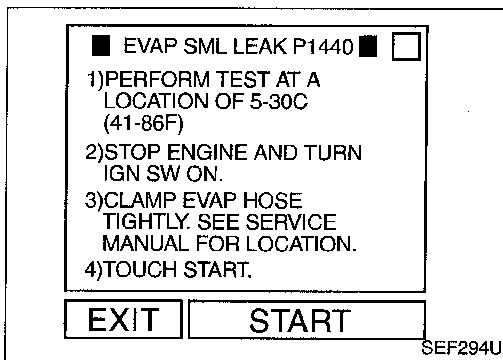 EVAP SML LEAK P1440
1)PERFORM TEST AT A
LOCATION OF 5-30C
(41-86F)
2)STOP ENGINE AND TURN
IGN SW ON.
3)CLAMP EVAP HOSE
TIGHTLY. SEE SERVICE
MANUAL FOR LOCATION.
4)TOUCH START.
EXIT START
SEF294U